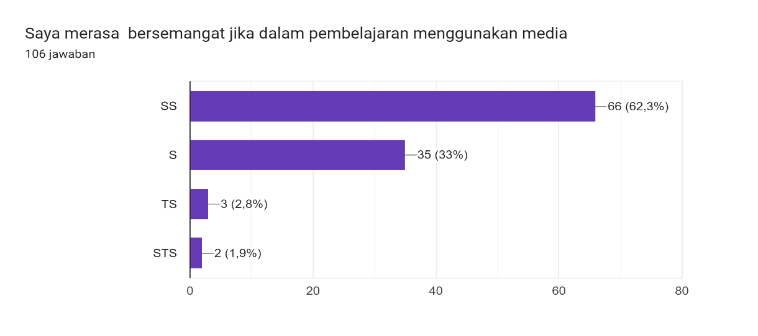 Saya merasa  bersemangat jika dalam pembelajaran menggunakan media
106 jawaban
SS
66 (62,3%)
S
35 (33%)
TS
3 (2,8%)
STS
2 (1,9%)
0 20 40 60 80